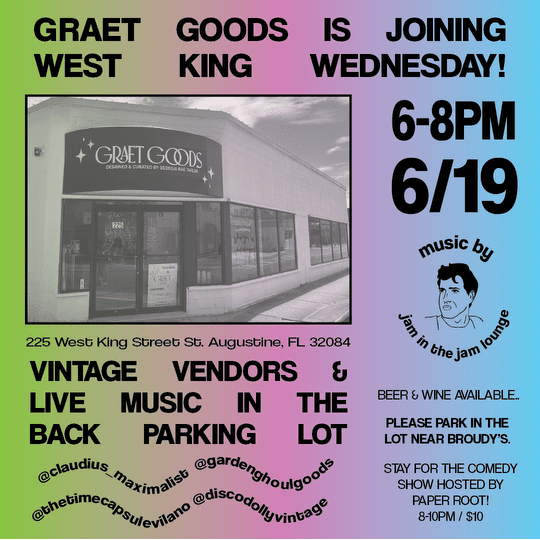 GRAET GOODS IS JOINING
WEST KING WEDNESDAY!
GRAET GOODS
DESIGNED & CURATED BY GEORGIA RAE TAYLOR
225
6-8PM
6/19
music by
jam in the jam lounge
225 West King Street St. Augustine, FL 32084
VINTAGE VENDORS &
LIVE MUSIC IN THE
BACK PARKING LOT
@claudius_maximalist @gardenghoulgoods
@thetimecapsulevilano @discodollyvintage
BEER & WINE AVAILABLE..
PLEASE PARK IN THE
LOT NEAR BROUDY'S.
STAY FOR THE COMEDY
SHOW HOSTED BY
PAPER ROOT!
8-10PM / $10